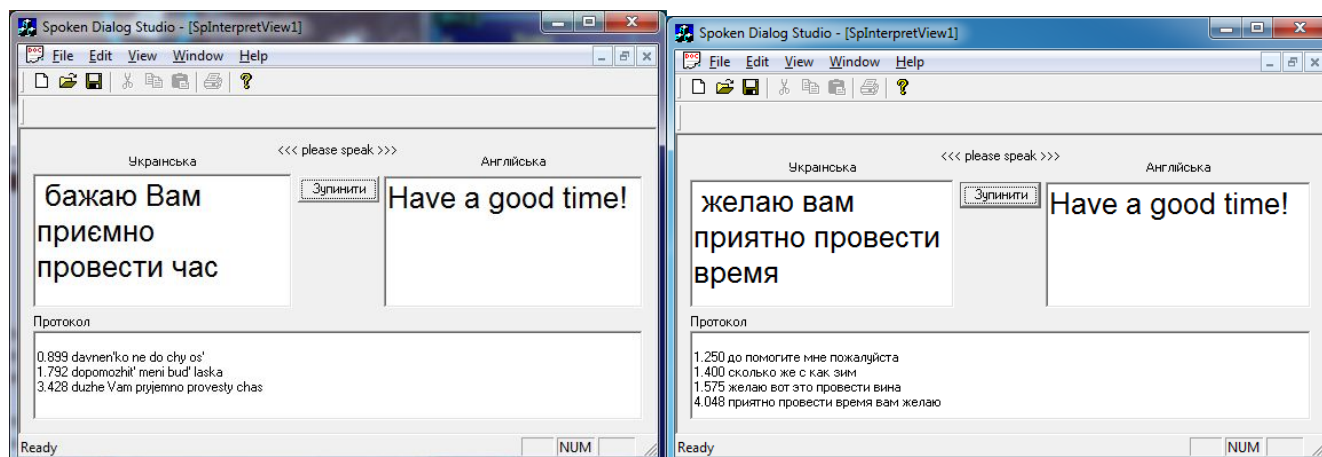 Spoken Dialog Studio - [SpInterpretView1]
File Edit View Window Help
<<< please speak >>>
Українська
Англійська
бажаю Вам
приємно
провести час
Зупинити
Have a good time!
Протокол
0.899 davnen'ko ne do chy os'
1.792 dopomozhit' meni bud' laska
3.428 duzhe Vam pryjemno provesty chas
Ready
NUM
Spoken Dialog Studio - [SpInterpretView1]
File Edit View Window Help
<<< please speak >>>
Українська
Англійська
желаю вам
приятно провести
время
Зупинити
Have a good time!
Протокол
1.250 до помогите мне пожалуйста
1.400 сколько же с как зим
1.575 желаю вот это провести вина
4.048 приятно провести время вам желаю
Ready
NUM